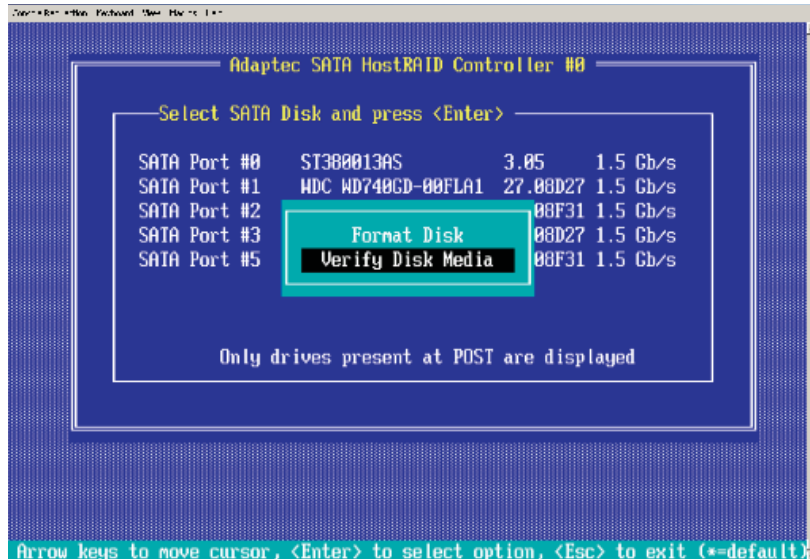 Adaptec SATA HostRAID Controller #0
Select SATA Disk and press <Enter>
SATA Port #0 ST380013AS 3.05 1.5 Gb/s
SATA Port #1 WDC WD740GD-00FLA1 27.08D27 1.5 Gb/s
SATA Port #2 08F31 1.5 Gb/s
SATA Port #3 08D27 1.5 Gb/s
SATA Port #5 08F31 1.5 Gb/s
Format Disk
Verify Disk Media
Only drives present at POST are displayed
Arrow keys to move cursor, <Enter> to select option, <Esc> to exit (*=default)